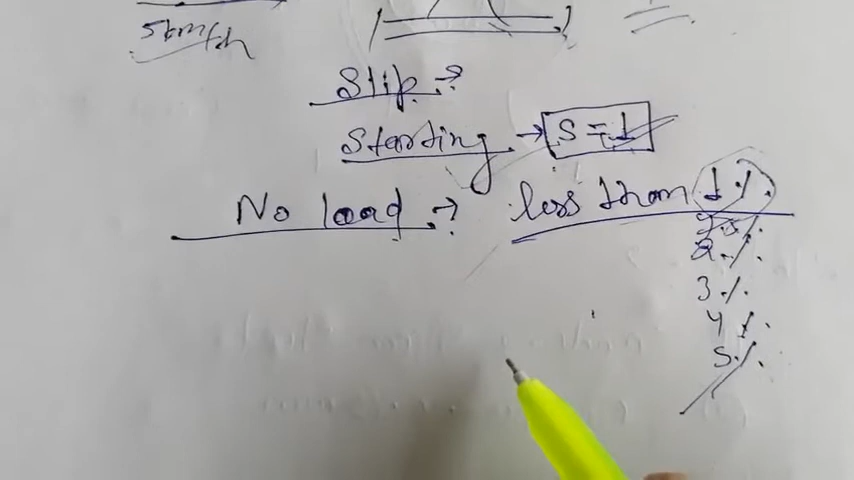 Slip → ?
Starting → S = 1
No load → ? less than 1 %.
2 %.
3 %.
4 %.
5 %.